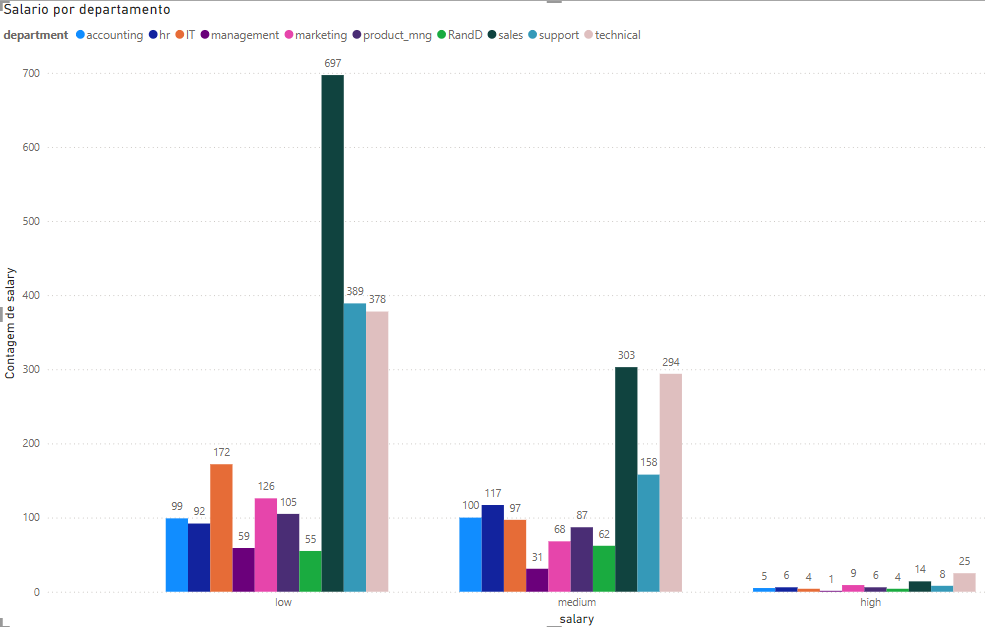 Salario por departamento
department accounting hr IT management marketing product_mng RandD sales support technical
Contagem de salary
700
600
500
400
300
200
100
0
99 92 172 59 126 105 55 697 389 378
100 117 97 31 68 87 62 303 158 294
5 6 4 1 9 6 4 14 8 25
low medium high
salary